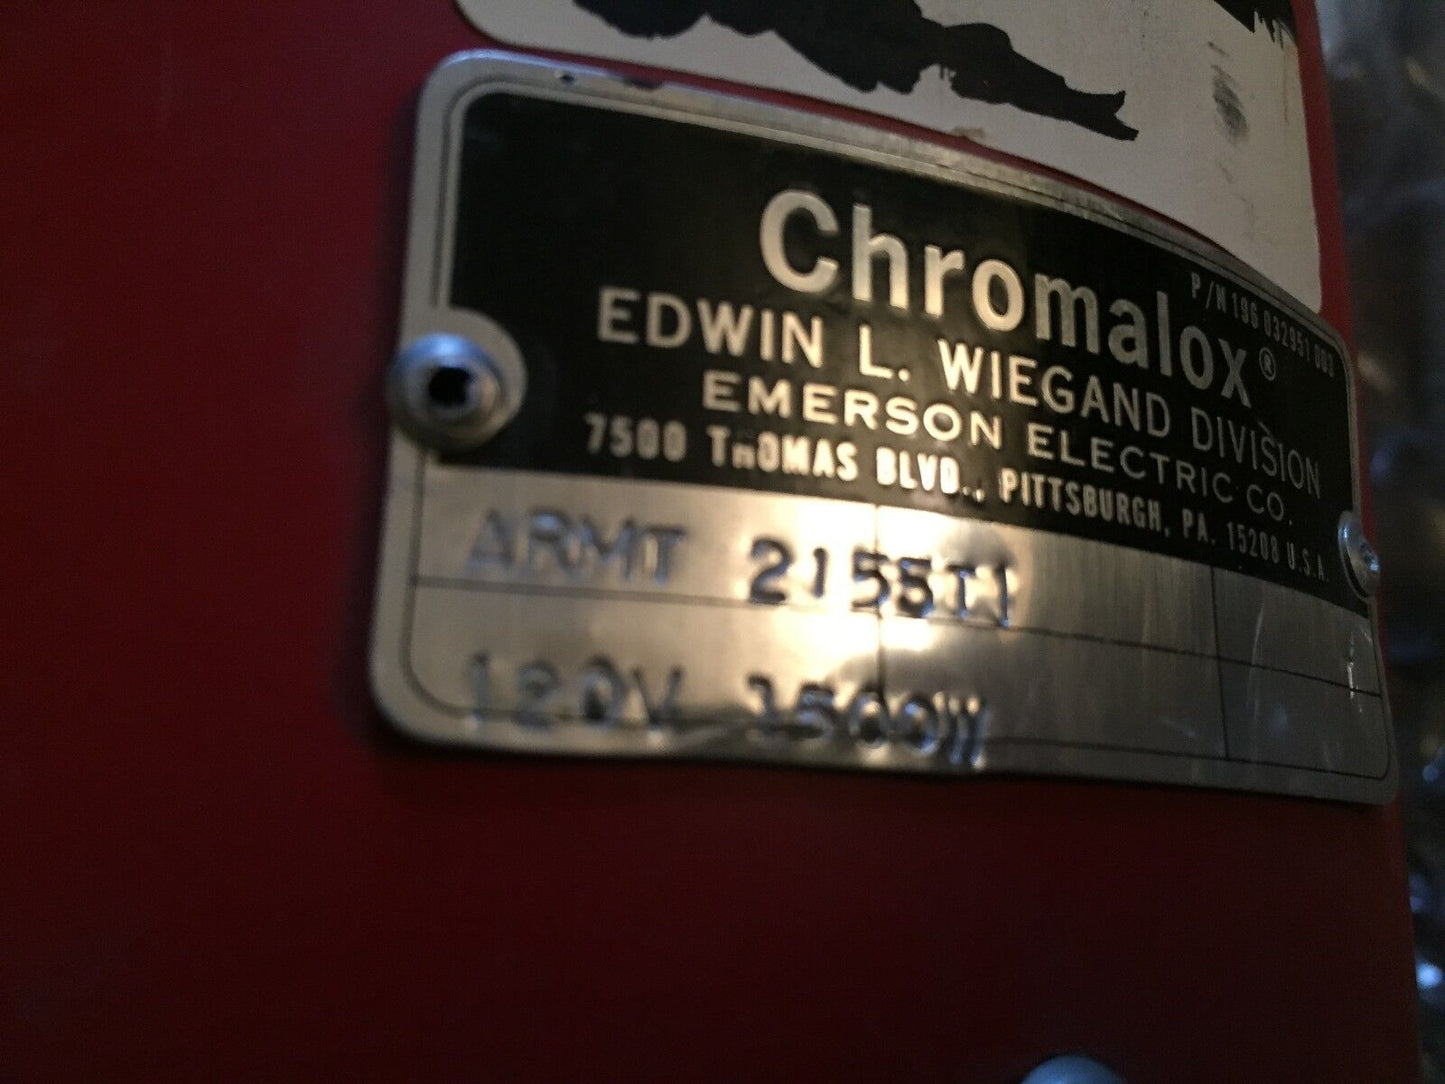 Chromalox®
P/N 196 032951 003
EDWIN L. WIEGAND DIVISION
EMERSON ELECTRIC CO.
7500 THOMAS BLVD., PITTSBURGH, PA. 15208 U.S.A.
ARMT 2155T1
120V 1500W